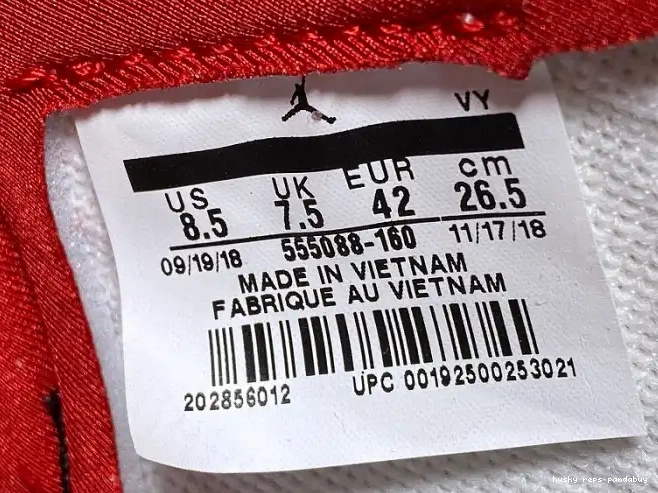 VY
US UK EUR cm
8.5 7.5 42 26.5
09/19/18 555088-160 11/17/18
MADE IN VIETNAM
FABRIQUE AU VIETNAM
202856012 UPC 00192500253021
husky reps-pandabuy